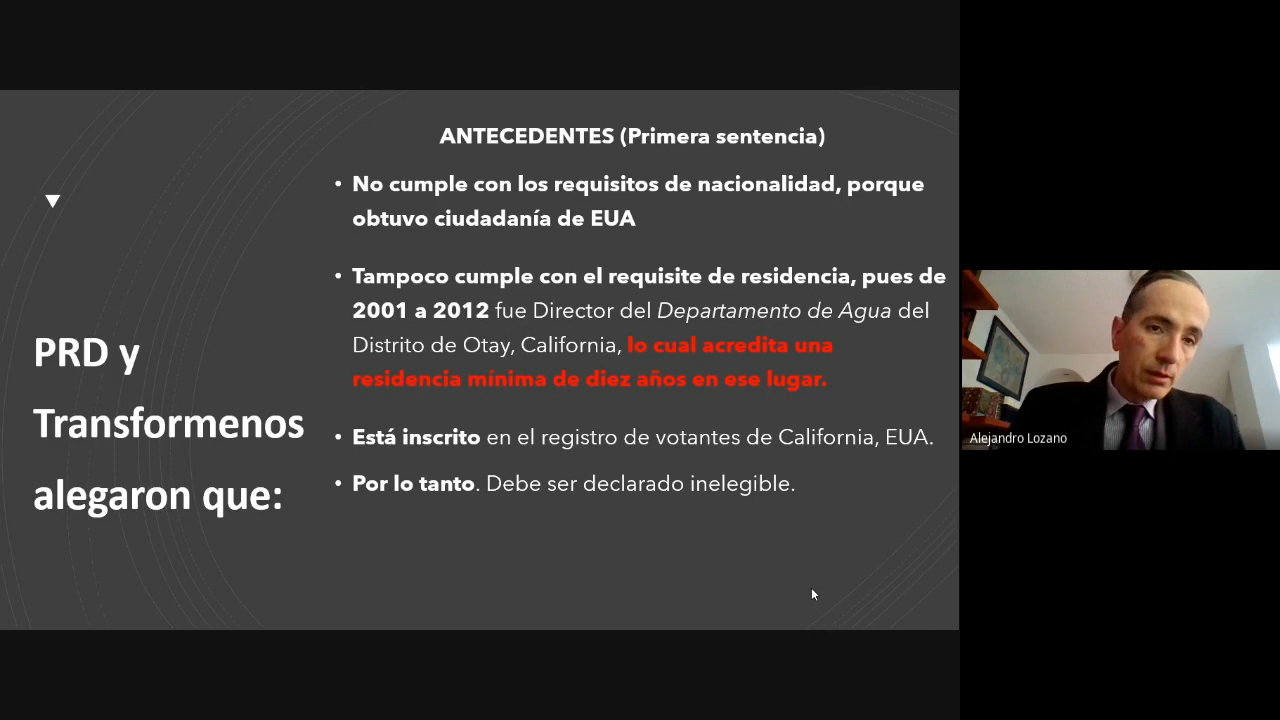 PRD y
Transformenos
alegaron que:
ANTECEDENTES (Primera sentencia)
• No cumple con los requisitos de nacionalidad, porque
obtuvo ciudadanía de EUA
• Tampoco cumple con el requisite de residencia, pues de
2001 a 2012 fue Director del Departamento de Agua del
Distrito de Otay, California, lo cual acredita una
residencia mínima de diez años en ese lugar.
• Está inscrito en el registro de votantes de California, EUA.
• Por lo tanto. Debe ser declarado inelegible.
Alejandro Lozano